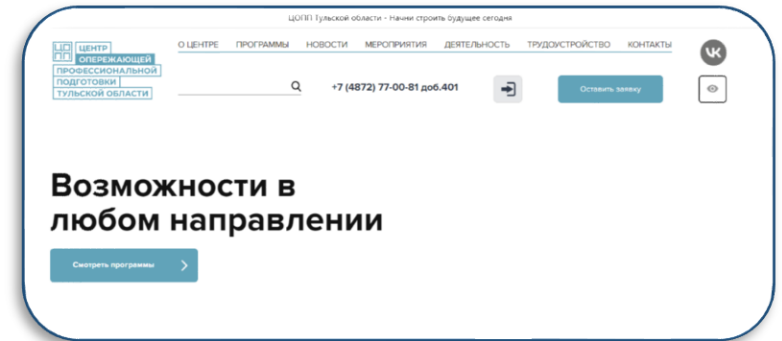 ЦОПП Тульской области - Начни строить будущее сегодня
ЦОПП
ЦЕНТР
ОПЕРЕЖАЮЩЕЙ
ПРОФЕССИОНАЛЬНОЙ
ПОДГОТОВКИ
ТУЛЬСКОЙ ОБЛАСТИ
О ЦЕНТРЕ ПРОГРАММЫ НОВОСТИ МЕРОПРИЯТИЯ ДЕЯТЕЛЬНОСТЬ ТРУДОУСТРОЙСТВО КОНТАКТЫ
+7 (4872) 77-00-81 доб.401
Оставить заявку
Возможности в
любом направлении
Смотреть программы